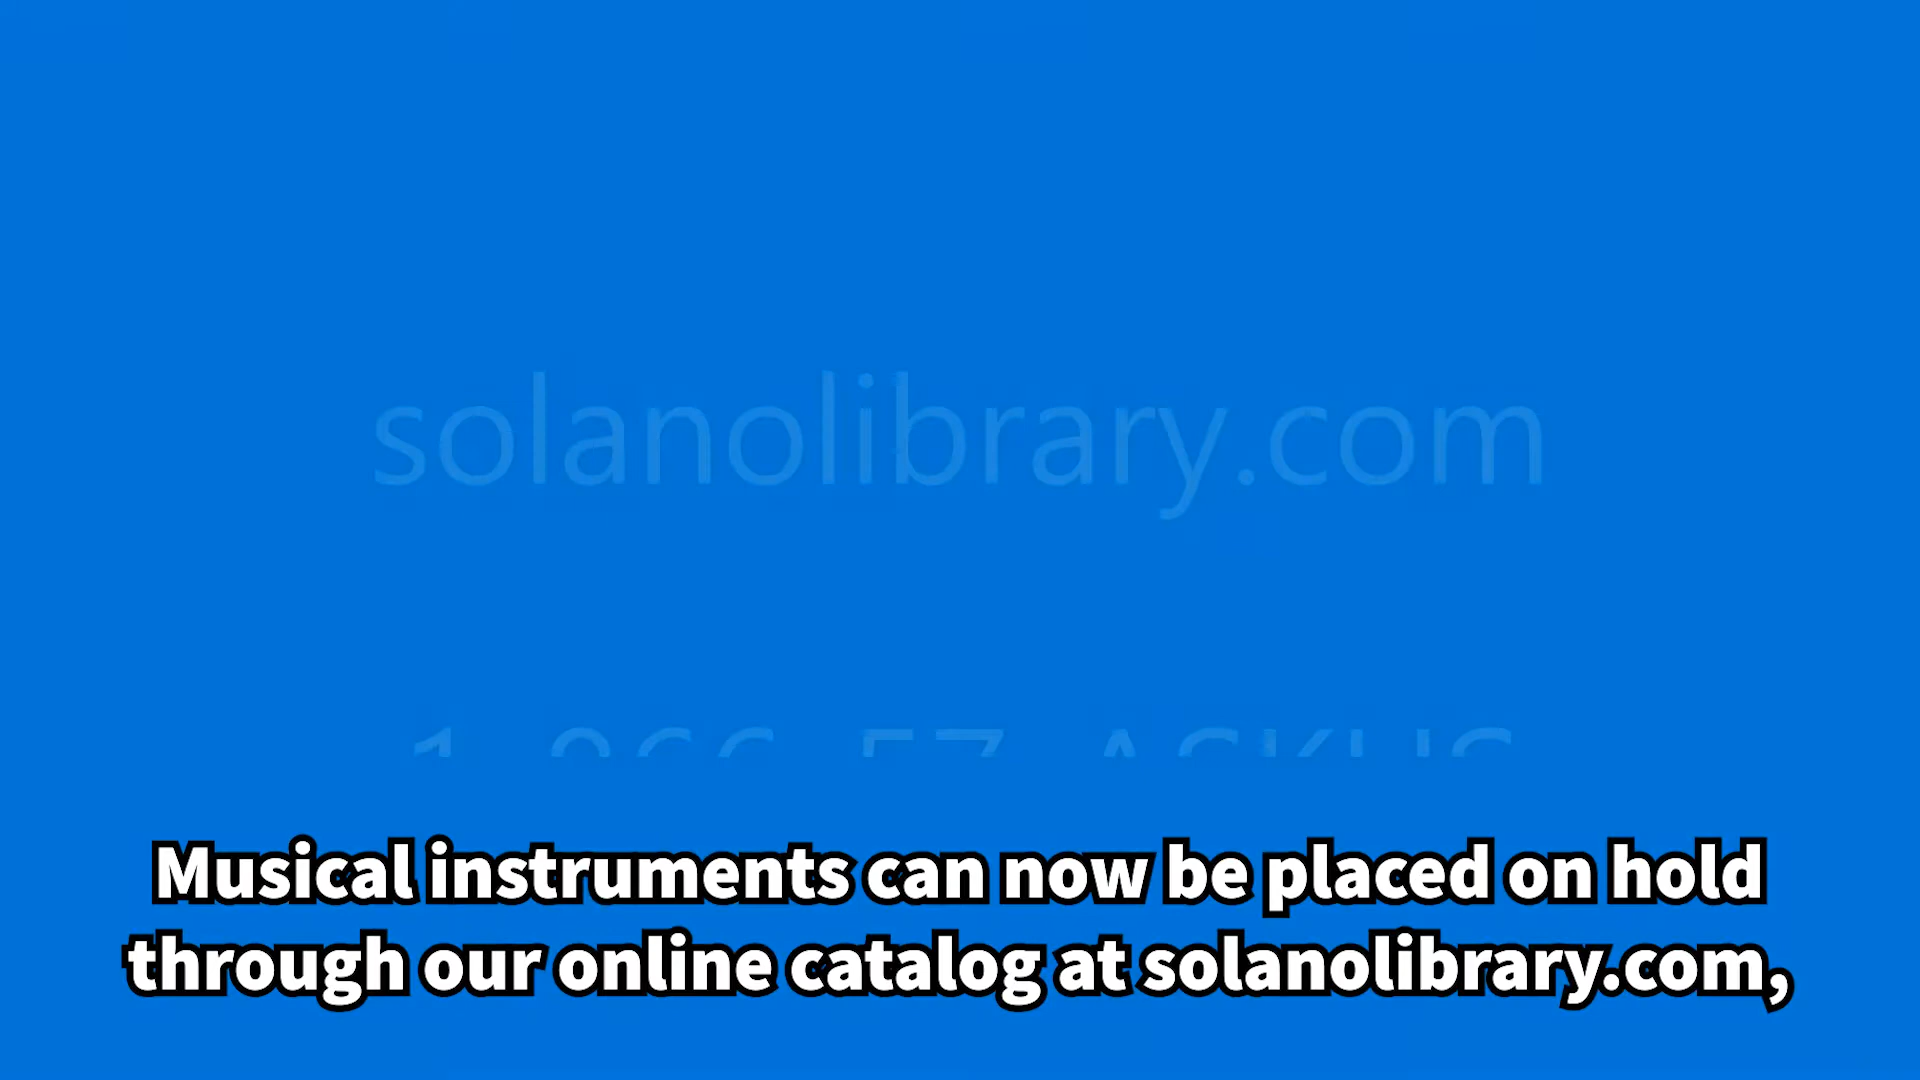 solanolibrary.com
Musical instruments can now be placed on hold
through our online catalog at solanolibrary.com,